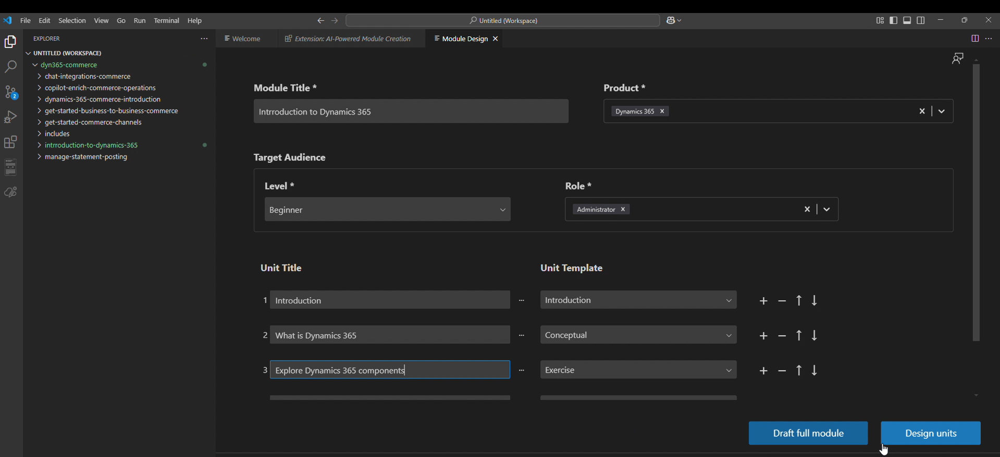 File Edit Selection View Go Run Terminal Help
Untitled (Workspace)
EXPLORER
Welcome
Extension: AI-Powered Module Creation
Module Design
UNTITLED (WORKSPACE)
dyn365-commerce
chat-integrations-commerce
copilot-enrich-commerce-operations
dynamics-365-commerce-introduction
get-started-business-to-business-commerce
get-started-commerce-channels
includes
intrroduction-to-dynamics-365
manage-statement-posting
2
Module Title *
Product *
Intrroduction to Dynamics 365
Dynamics 365
Target Audience
Level *
Role *
Beginner
Administrator
Unit Title
Unit Template
1 Introduction
Introduction
2 What is Dynamics 365
Conceptual
3 Explore Dynamics 365 components
Exercise
Draft full module
Design units